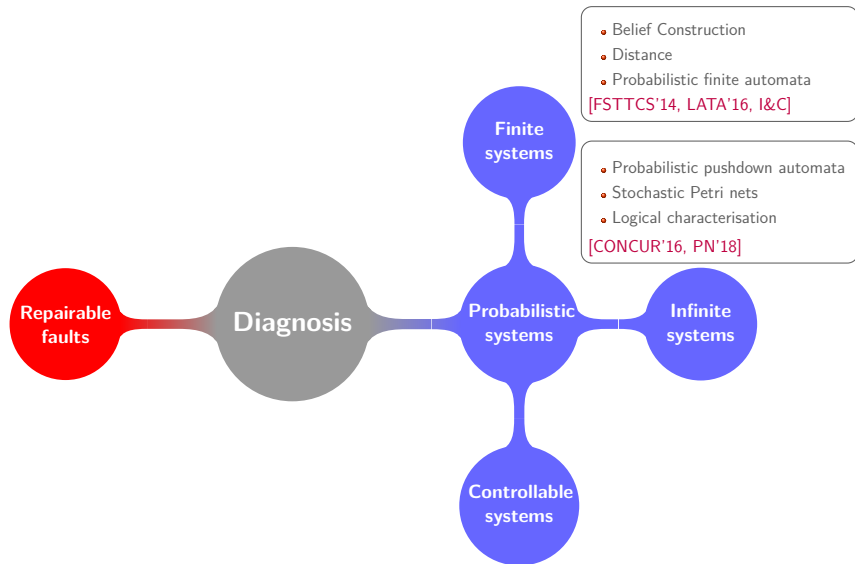 Belief Construction
Distance
Probabilistic finite automata
[FSTTCS'14, LATA'16, I&C]
Finite
systems
Probabilistic pushdown automata
Stochastic Petri nets
Logical characterisation
[CONCUR'16, PN'18]
Repairable
faults
Diagnosis
Probabilistic
systems
Infinite
systems
Controllable
systems